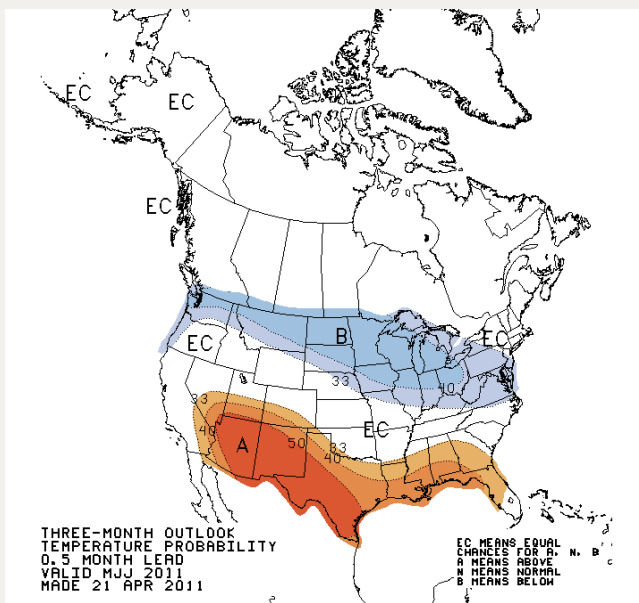 EC
EC
EC
B
EC
EC
33
40
33
EC
40
A
50
33
40
THREE-MONTH OUTLOOK
TEMPERATURE PROBABILITY
0.5 MONTH LEAD
VALID MJJ 2011
MADE 21 APR 2011
EC MEANS EQUAL
CHANCES FOR A, N, B
A MEANS ABOVE
N MEANS NORMAL
B MEANS BELOW